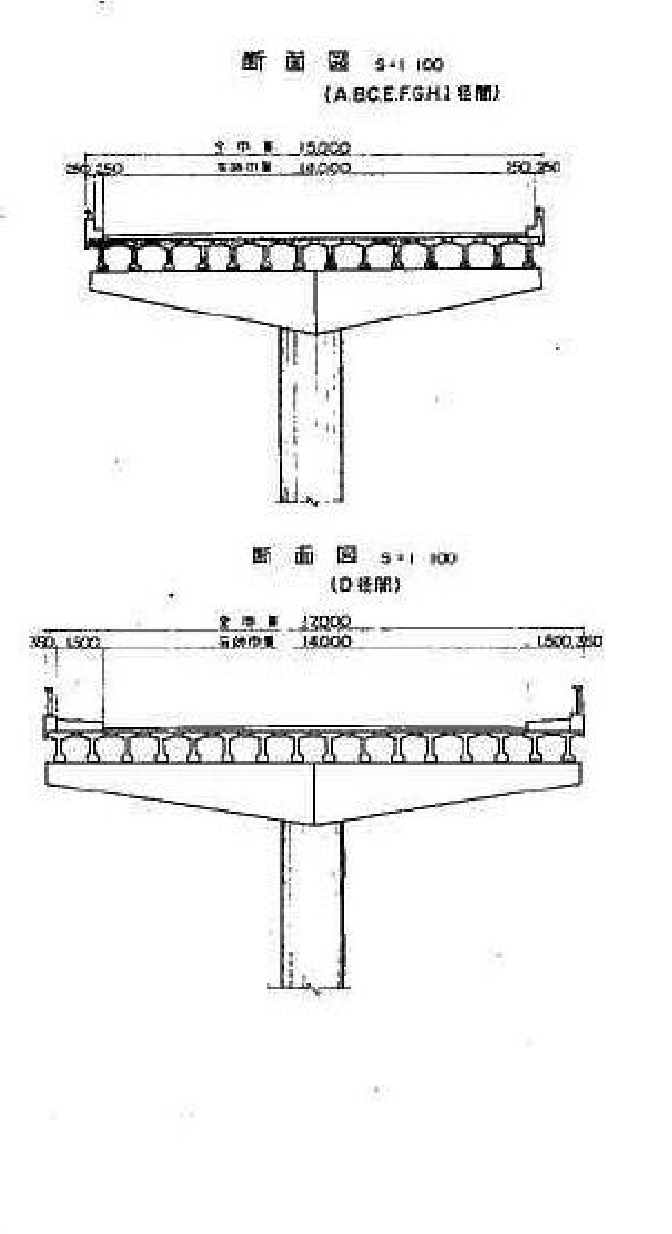 断面図 S=1:100
(A.B.C.E.F.G.H.I 径間)
全巾員 15,000
250,250 有効巾員 14,000 250,250
断面図 S=1:100
(D径間)
全巾員 17,000
350, 1,500 有効巾員 14,000 1,500,350